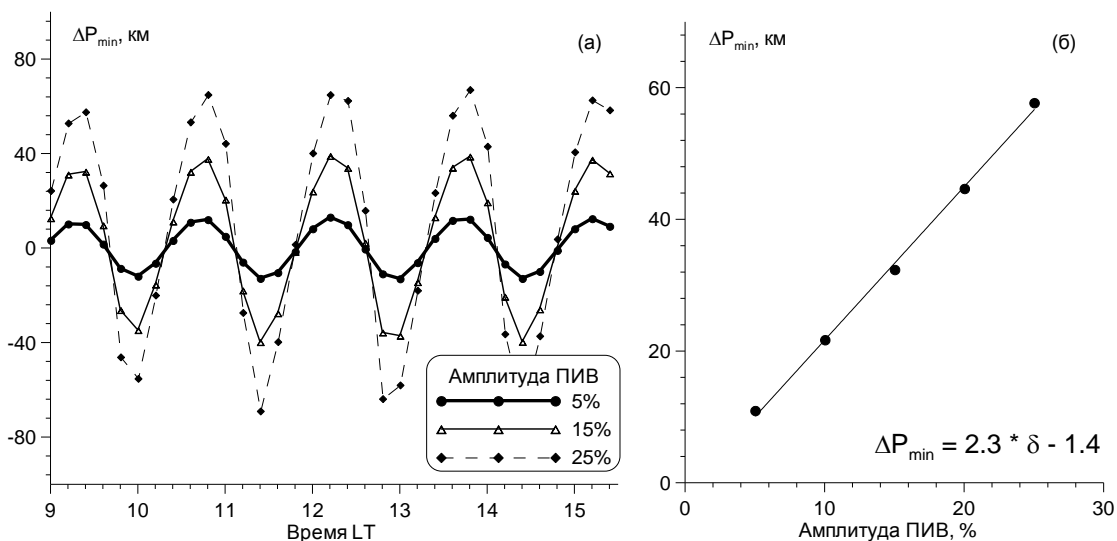 ΔPmin, км
(а)
80
40
0
-40
-80
Амплитуда ПИВ
5%
15%
25%
9 10 11 12 13 14 15
Время LT
ΔPmin, км
(б)
60
40
20
0
ΔPmin = 2.3 * δ - 1.4
0 10 20 30
Амплитуда ПИВ, %